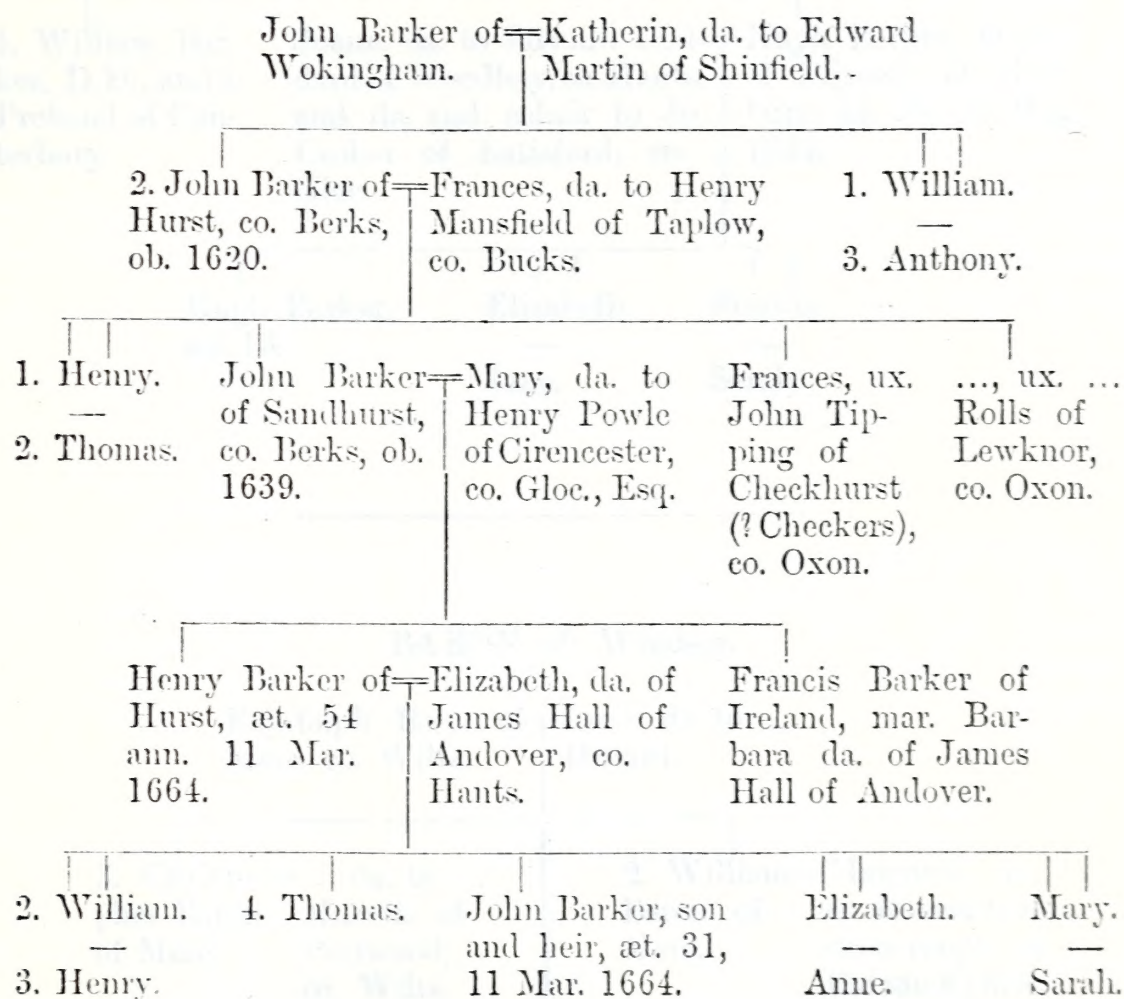 John Barker of Katherin, da. to Edward
Wokingham. Martin of Shinfield.
2. John Barker of
Hurst, co. Berks,
ob. 1620.
Frances, da. to Henry
Mansfield of Taplow,
co. Bucks.
1. William.
—
3. Anthony.
1. Henry.
—
2. Thomas.
John Barker
of Sandhurst,
co. Berks, ob.
1639.
Mary, da. to
Henry Powle
of Cirencester,
co. Gloc., Esq.
Frances, ux.
John Tip-
ping of
Checkhurst
(? Checkers),
co. Oxon.
..., ux. ...
Rolls of
Lewknor,
co. Oxon.
Henry Barker of
Hurst, æt. 54
ann. 11 Mar.
1664.
Elizabeth, da. of
James Hall of
Andover, co.
Hants.
Francis Barker of
Ireland, mar. Bar-
bara da. of James
Hall of Andover.
2. William.
—
3. Henry.
4. Thomas.
John Barker, son
and heir, æt. 31,
11 Mar. 1664.
Elizabeth.
—
Anne.
Mary.
—
Sarah.